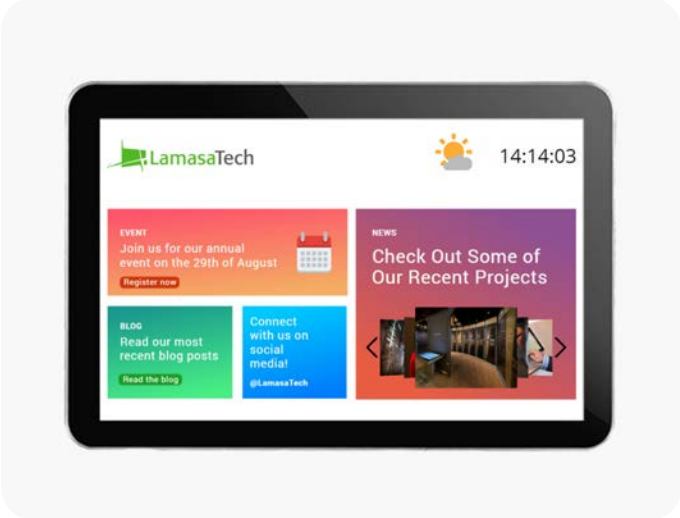 LamasaTech
14:14:03
EVENT
Join us for our annual
event on the 29th of August
Register now
NEWS
Check Out Some of
Our Recent Projects
BLOG
Read our most
recent blog posts
Read the blog
Connect
with us on
social
media!
@LamasaTech